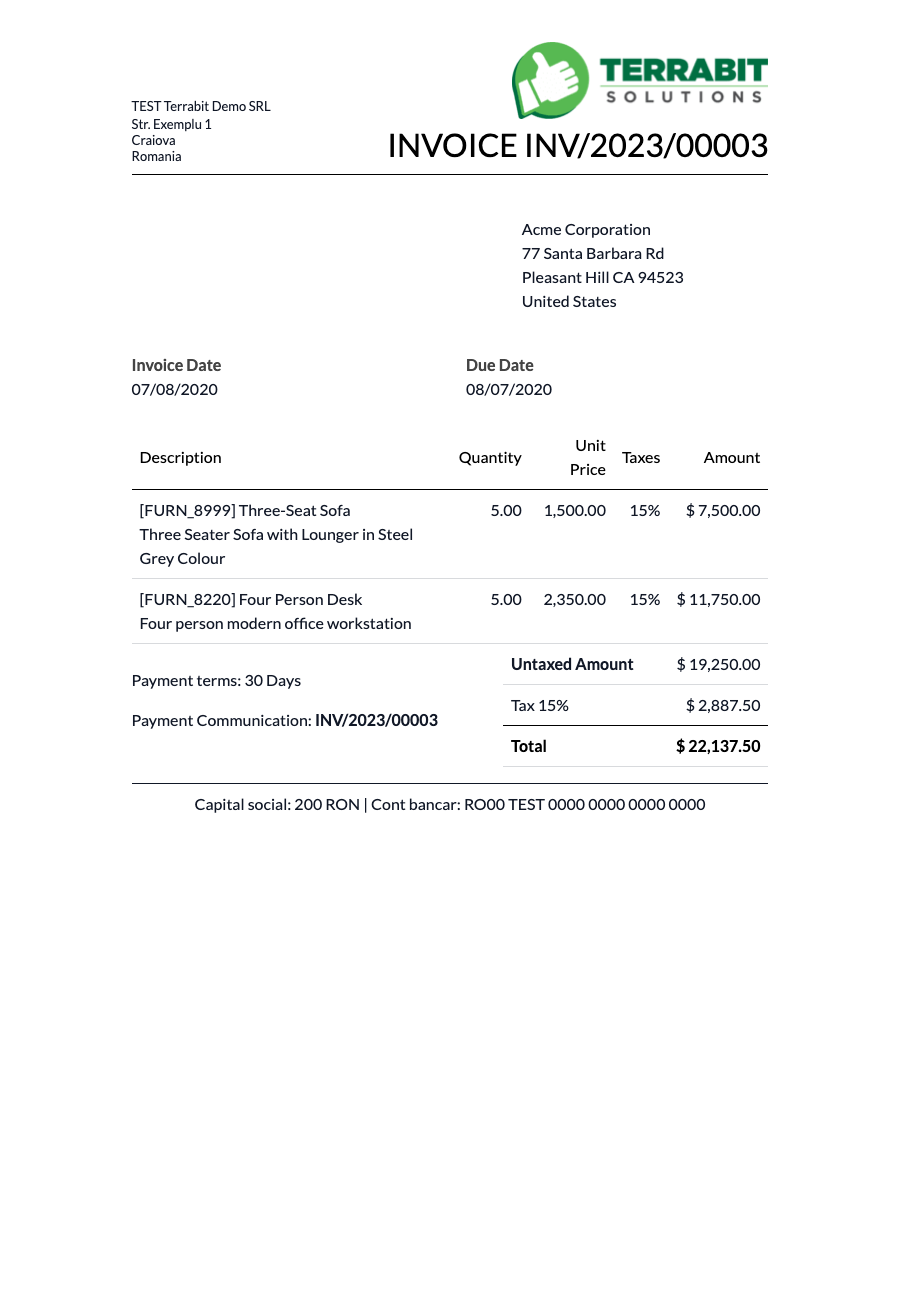 TERRABIT
SOLUTIONS
TEST Terrabit Demo SRL
Str. Exemplu 1
Craiova
Romania
INVOICE INV/2023/00003
Acme Corporation
77 Santa Barbara Rd
Pleasant Hill CA 94523
United States
Invoice Date Due Date
07/08/2020 08/07/2020
Description Quantity Unit Price Taxes Amount
[FURN_8999] Three-Seat Sofa 5.00 1,500.00 15% $ 7,500.00
Three Seater Sofa with Lounger in Steel
Grey Colour
[FURN_8220] Four Person Desk 5.00 2,350.00 15% $ 11,750.00
Four person modern office workstation
Untaxed Amount $ 19,250.00
Payment terms: 30 Days
Tax 15% $ 2,887.50
Payment Communication: INV/2023/00003
Total $ 22,137.50
Capital social: 200 RON | Cont bancar: RO00 TEST 0000 0000 0000 0000